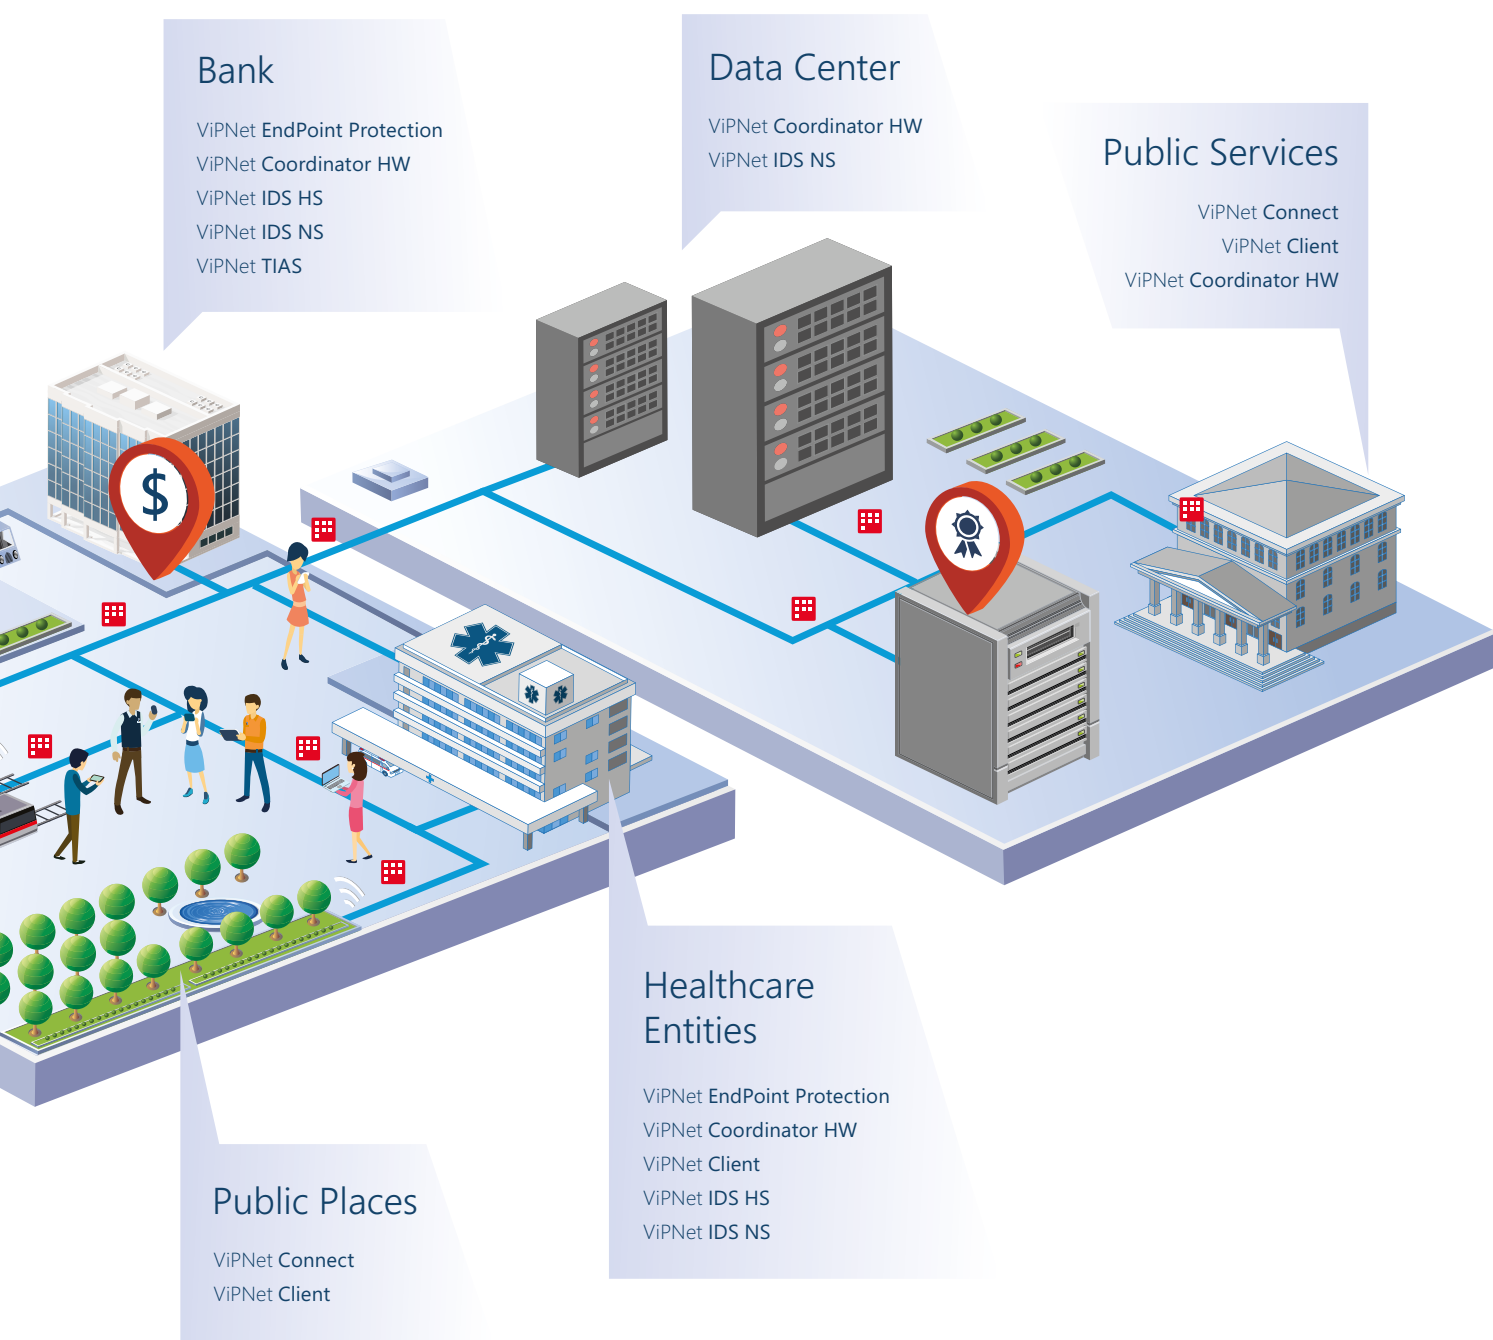 Bank
ViPNet EndPoint Protection
ViPNet Coordinator HW
ViPNet IDS HS
ViPNet IDS NS
ViPNet TIAS
Data Center
ViPNet Coordinator HW
ViPNet IDS NS
Public Services
ViPNet Connect
ViPNet Client
ViPNet Coordinator HW
$
Healthcare
Entities
ViPNet EndPoint Protection
ViPNet Coordinator HW
ViPNet Client
ViPNet IDS HS
ViPNet IDS NS
Public Places
ViPNet Connect
ViPNet Client